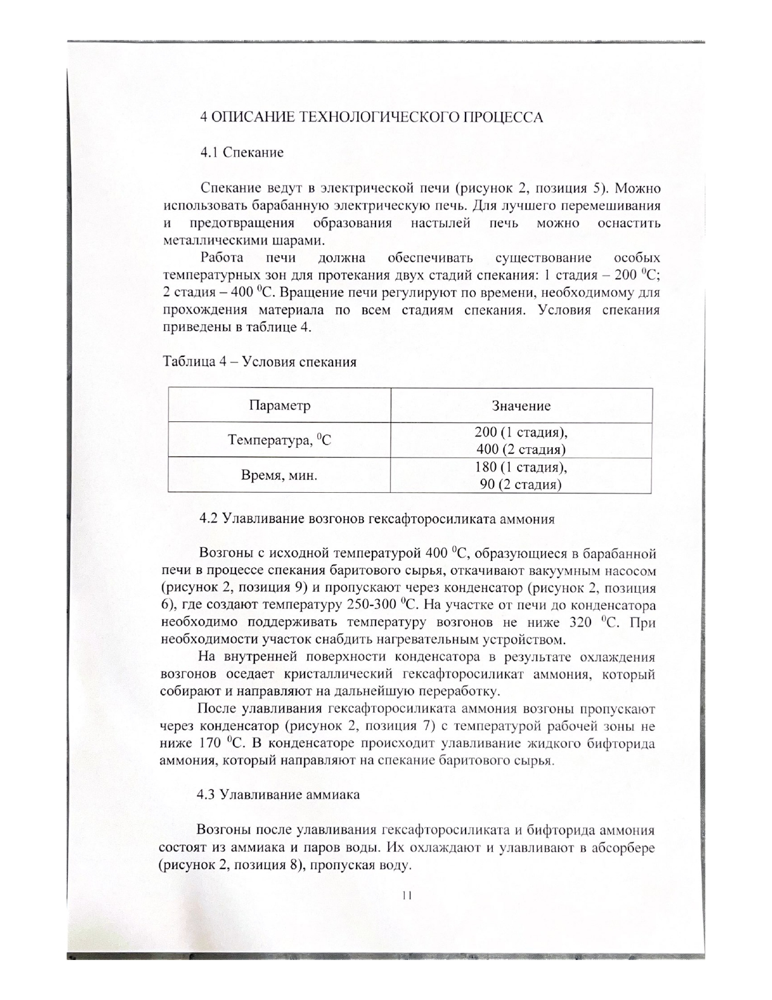 4 ОПИСАНИЕ ТЕХНОЛОГИЧЕСКОГО ПРОЦЕССА
4.1 Спекание
Спекание ведут в электрической печи (рисунок 2, позиция 5). Можно
использовать барабанную электрическую печь. Для лучшего перемешивания
и предотвращения образования настылей печь можно оснастить
металлическими шарами.
Работа печи должна обеспечивать существование особых
температурных зон для протекания двух стадий спекания: 1 стадия – 200 ⁰С;
2 стадия – 400 ⁰С. Вращение печи регулируют по времени, необходимому для
прохождения материала по всем стадиям спекания. Условия спекания
приведены в таблице 4.
Таблица 4 – Условия спекания
Параметр Значение
Температура, ⁰С 200 (1 стадия),
400 (2 стадия)
Время, мин. 180 (1 стадия),
90 (2 стадия)
4.2 Улавливание возгонов гексафторосиликата аммония
Возгоны с исходной температурой 400 ⁰С, образующиеся в барабанной
печи в процессе спекания баритового сырья, откачивают вакуумным насосом
(рисунок 2, позиция 9) и пропускают через конденсатор (рисунок 2, позиция
6), где создают температуру 250-300 ⁰С. На участке от печи до конденсатора
необходимо поддерживать температуру возгонов не ниже 320 ⁰С. При
необходимости участок снабдить нагревательным устройством.
На внутренней поверхности конденсатора в результате охлаждения
возгонов оседает кристаллический гексафторосиликат аммония, который
собирают и направляют на дальнейшую переработку.
После улавливания гексафторосиликата аммония возгоны пропускают
через конденсатор (рисунок 2, позиция 7) с температурой рабочей зоны не
ниже 170 ⁰С. В конденсаторе происходит улавливание жидкого бифторида
аммония, который направляют на спекание баритового сырья.
4.3 Улавливание аммиака
Возгоны после улавливания гексафторосиликата и бифторида аммония
состоят из аммиака и паров воды. Их охлаждают и улавливают в абсорбере
(рисунок 2, позиция 8), пропуская воду.
11